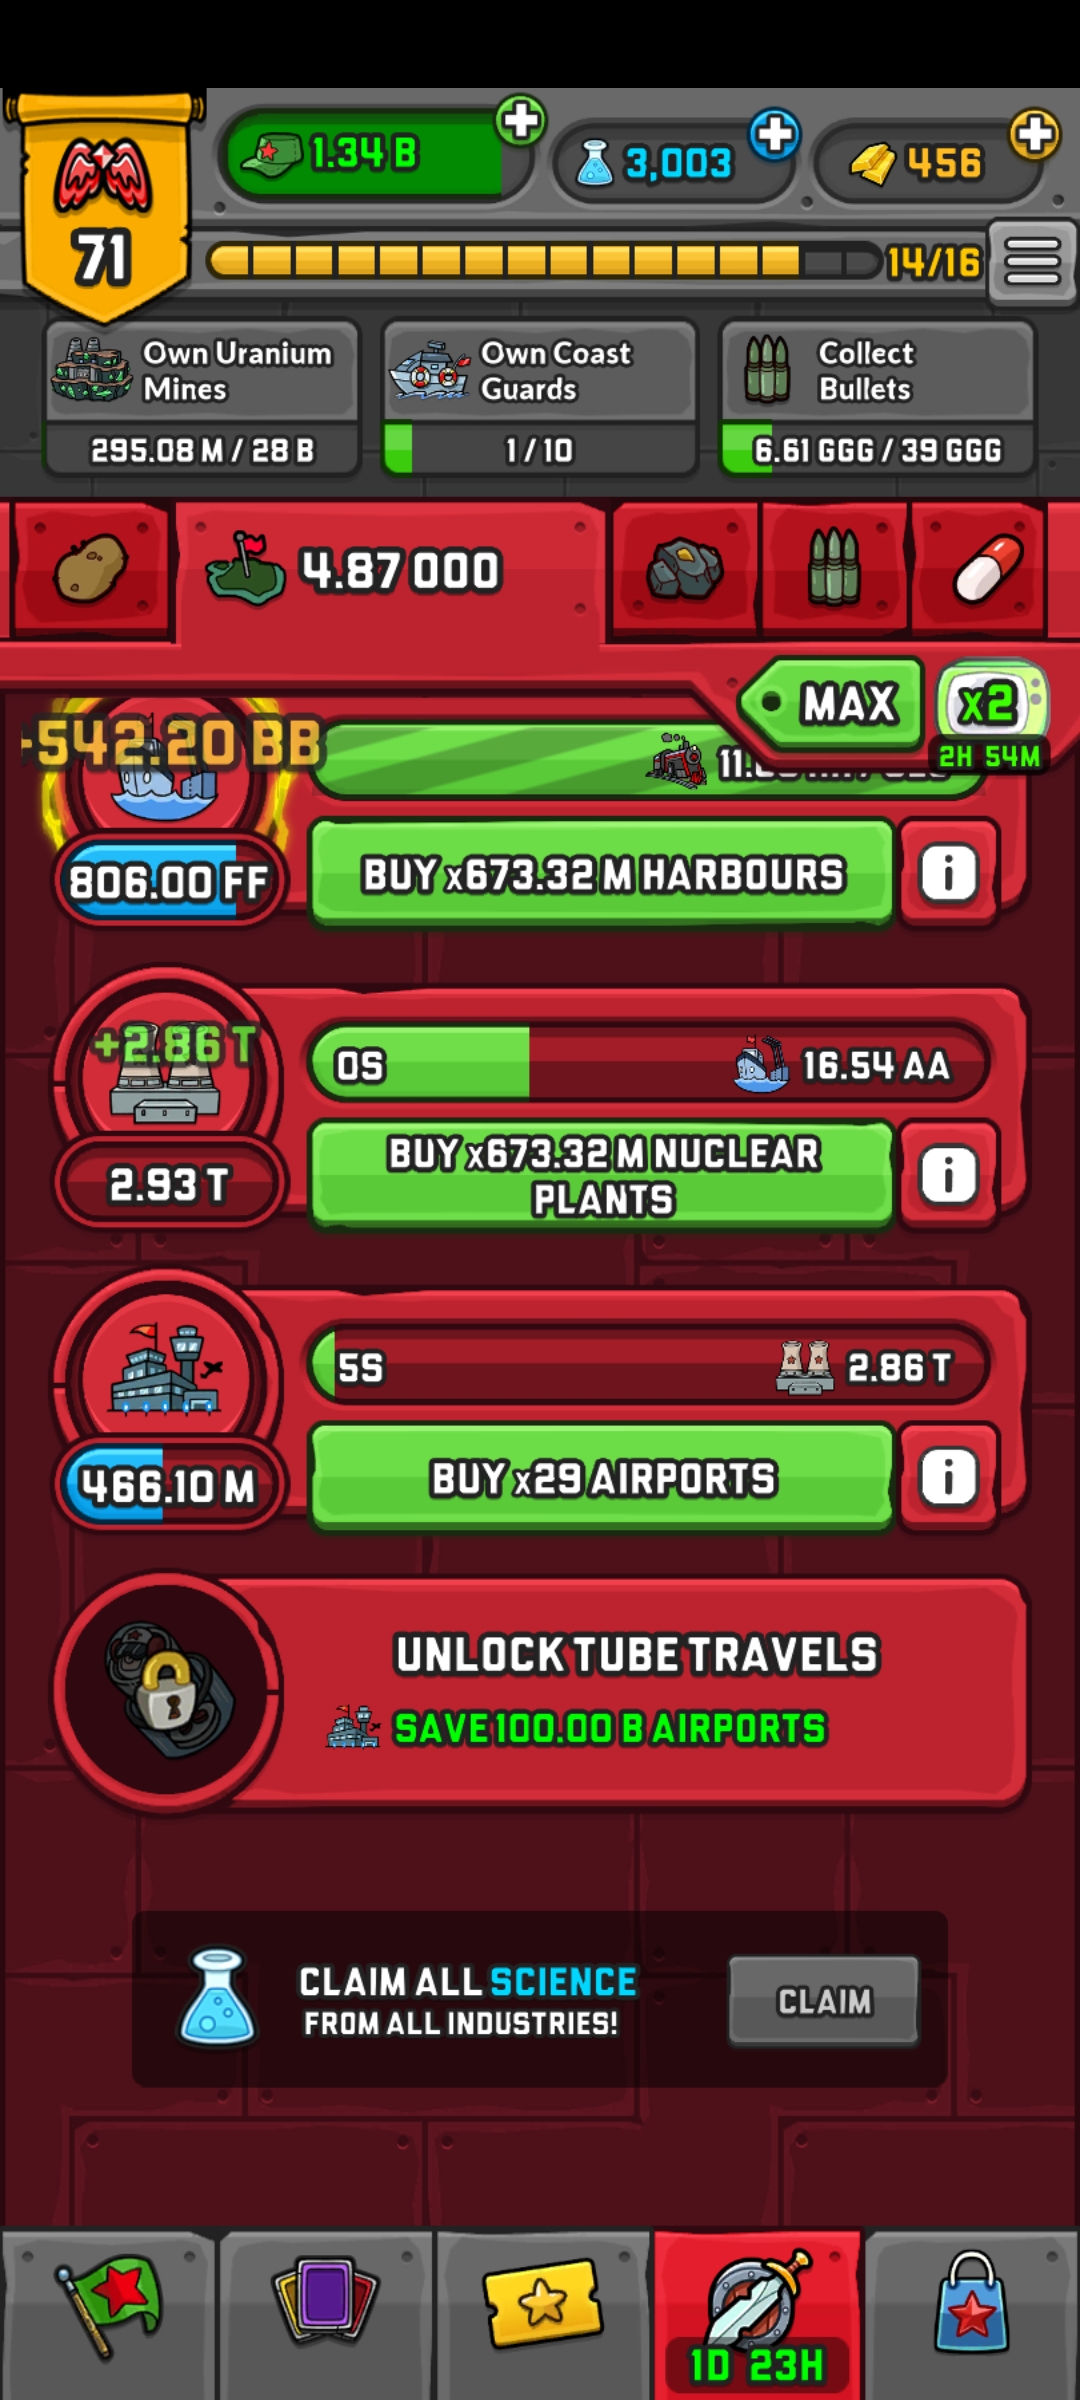 1.34 B
3,003
456
71
14/16
Own Uranium
Mines
295.08 M / 28 B
Own Coast
Guards
1 / 10
Collect
Bullets
6.61 GGG / 39 GGG
4.87 000
MAX
x2
2H 54M
542.20 BB
806.00 FF
BUY x673.32 M HARBOURS
i
+2.86 T
0S
16.54 AA
2.93 T
BUY x673.32 M NUCLEAR
PLANTS
i
5S
2.86 T
466.10 M
BUY x29 AIRPORTS
i
UNLOCK TUBE TRAVELS
SAVE 100.00 B AIRPORTS
CLAIM ALL SCIENCE
FROM ALL INDUSTRIES!
CLAIM
1D 23H